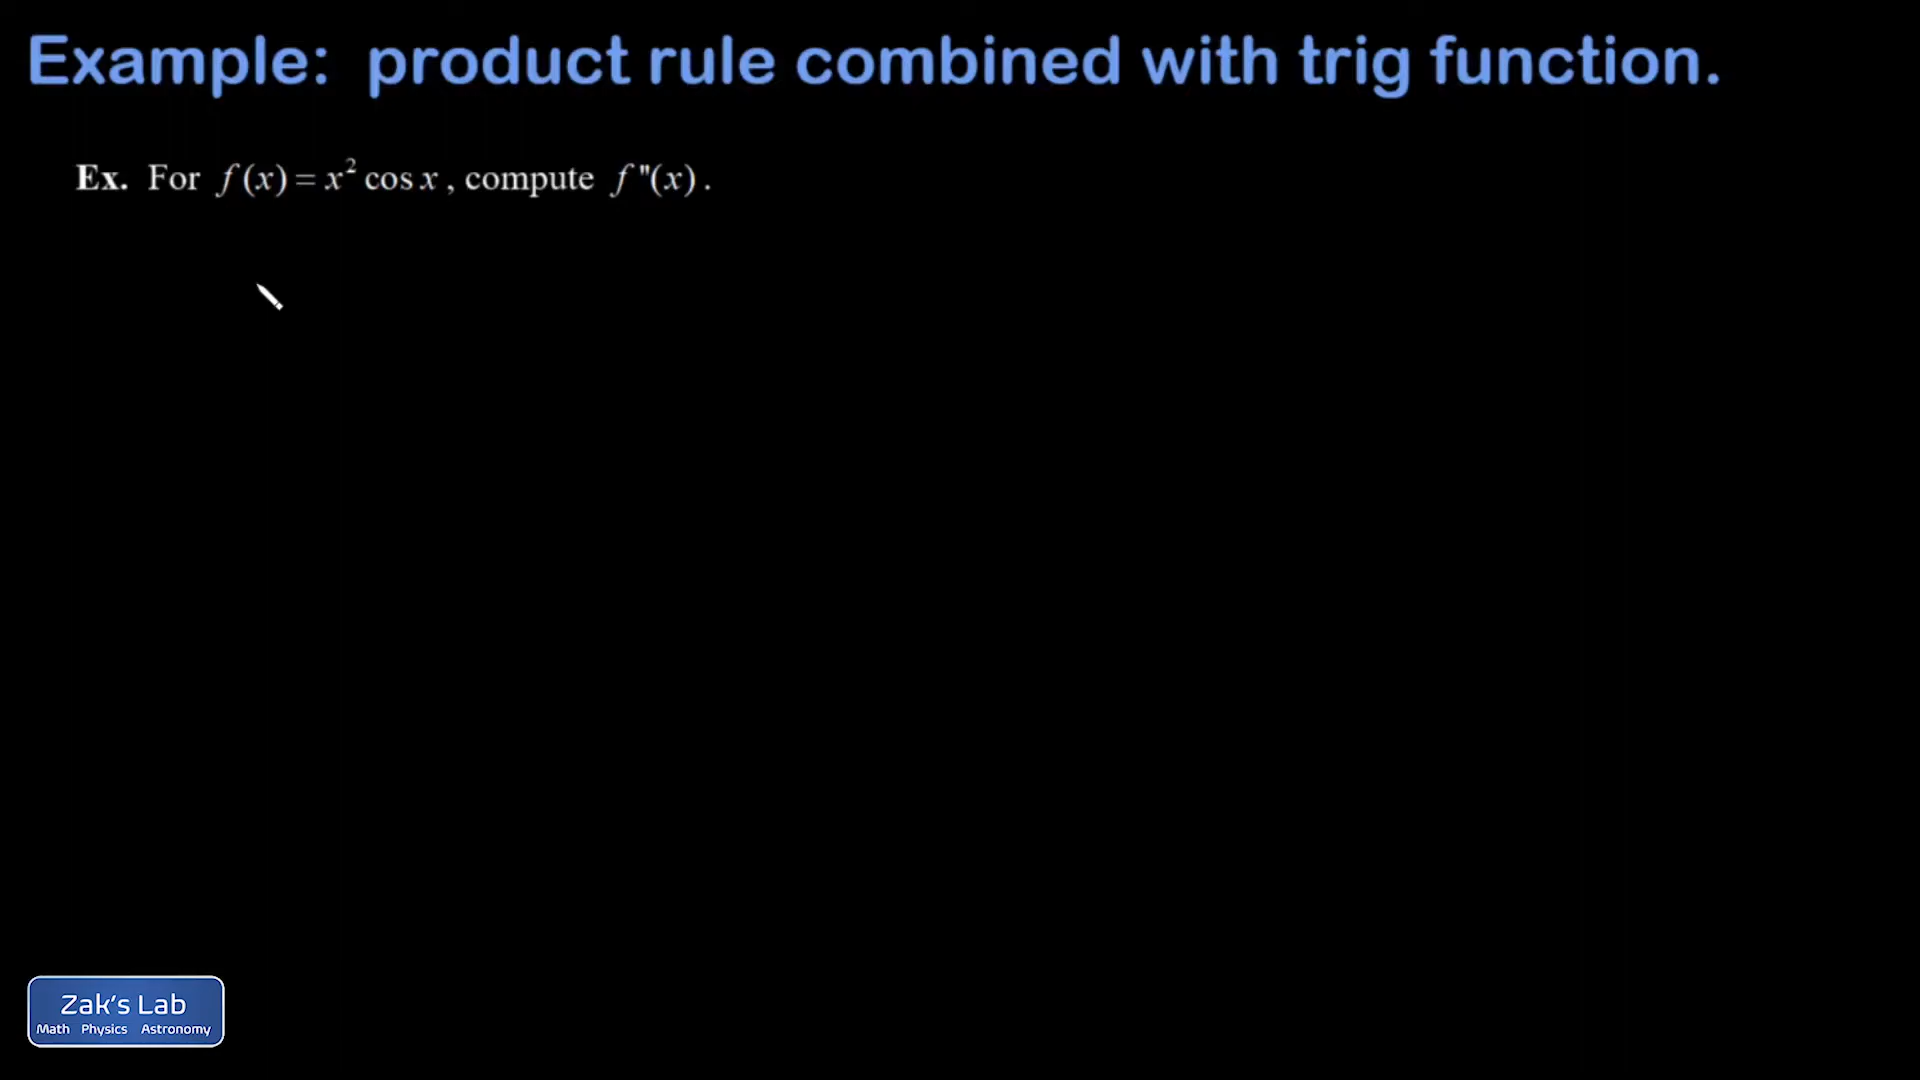 Example: product rule combined with trig function.
Ex. For f(x) = x² cos x, compute f "(x).
Zak's Lab
Math Physics Astronomy